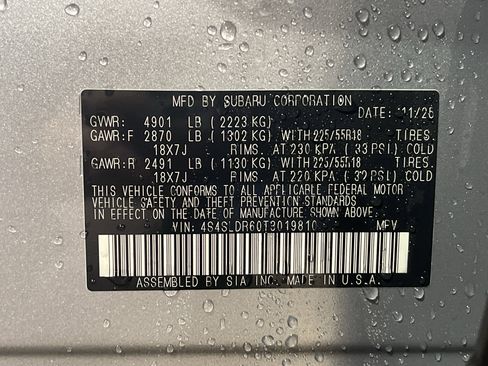 MFD BY SUBARU CORPORATION
DATE: 11/25
GVWR: 4901 LB ( 2223 KG)
GAWR:F 2870 LB ( 1302 KG) WITH 225/55R18 TIRES.
18X7J RIMS. AT 230 KPA ( 33 PSI) COLD
GAWR:R 2491 LB ( 1130 KG) WITH 225/55R18 TIRES.
18X7J RIMS. AT 220 KPA ( 32 PSI) COLD
THIS VEHICLE CONFORMS TO ALL APPLICABLE FEDERAL MOTOR
VEHICLE SAFETY AND THEFT PREVENTION STANDARDS
IN EFFECT ON THE DATE OF MANUFACTURE SHOWN ABOVE.
VIN: MPV
ASSEMBLED BY SIA INC. MADE IN U.S.A.